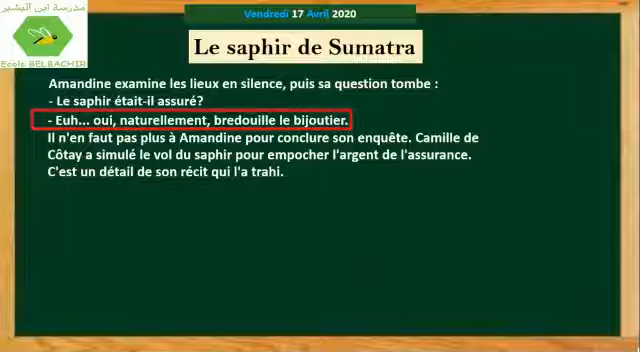 مدرسة ابن البشير
Ecole BELBACHIR
Vendredi 17 Avril 2020
Le saphir de Sumatra
Amandine examine les lieux en silence, puis sa question tombe :
- Le saphir était-il assuré?
- Euh... oui, naturellement, bredouille le bijoutier.
Il n'en faut pas plus à Amandine pour conclure son enquête. Camille de
Côtay a simulé le vol du saphir pour empocher l'argent de l'assurance.
C'est un détail de son récit qui l'a trahi.